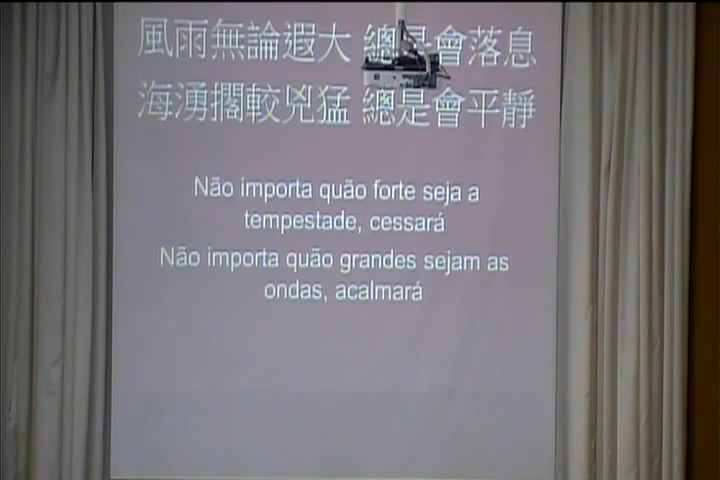 風雨無論遐大 總是會落息
海湧擱較兇猛 總是會平靜
Não importa quão forte seja a
tempestade, cessará
Não importa quão grandes sejam as
ondas, acalmará